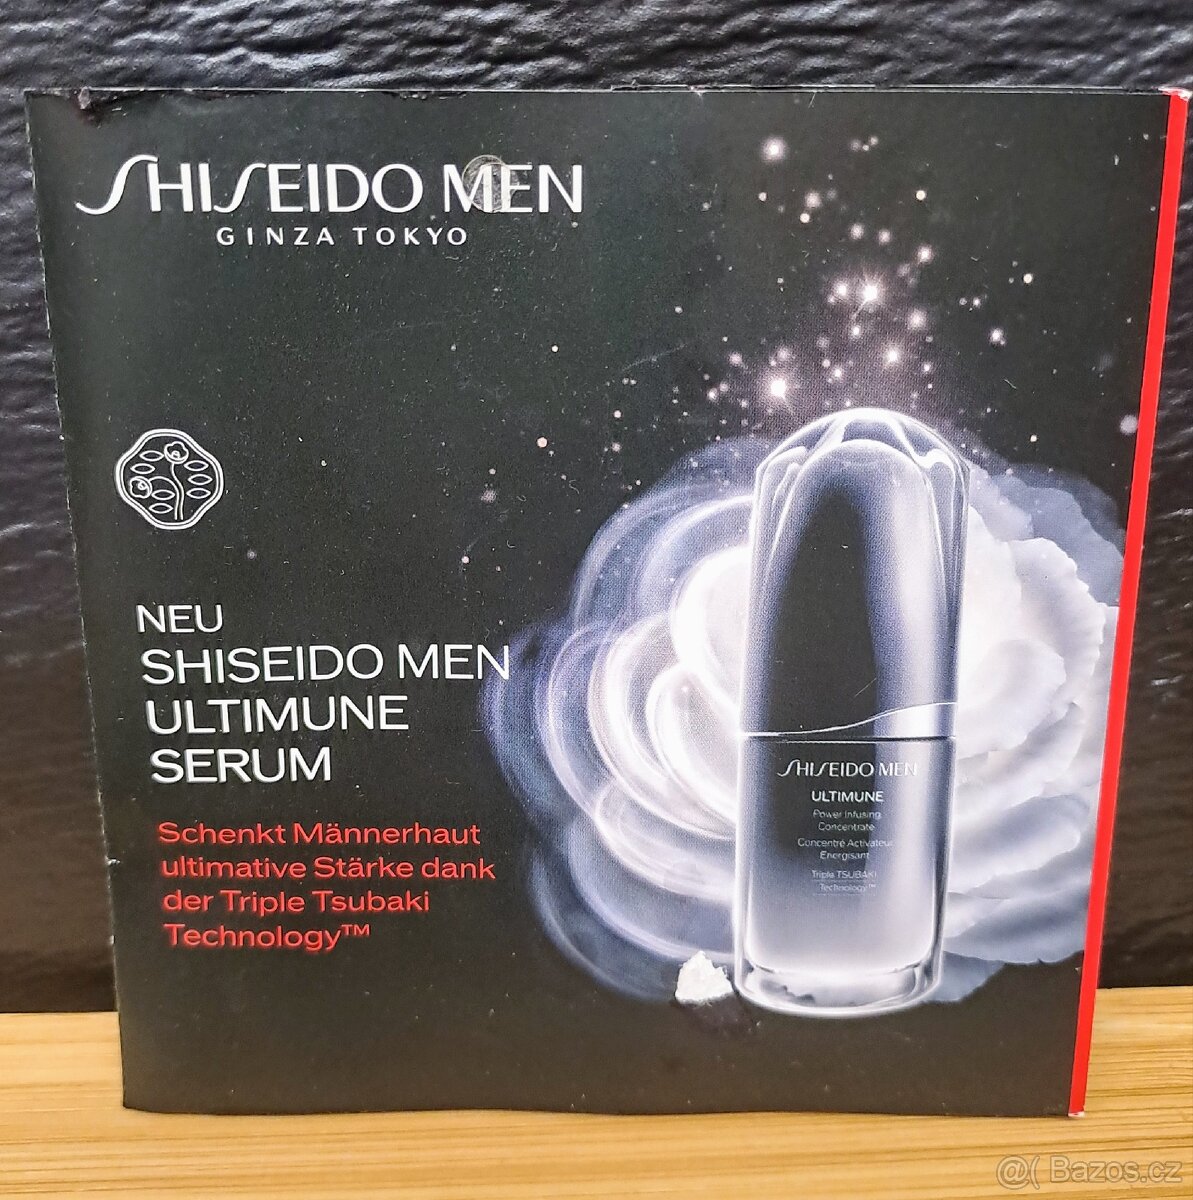 SHISEIDO MEN
GINZA TOKYO
NEU
SHISEIDO MEN
ULTIMUNE
SERUM
Schenkt Männerhaut
ultimative Stärke dank
der Triple Tsubaki
Technology™
SHISEIDO MEN
ULTIMUNE
Power Infusing
Concentrate
Concentré Activateur
Énergisant
Triple TSUBAKI
Technology™
@( Bazos.cz